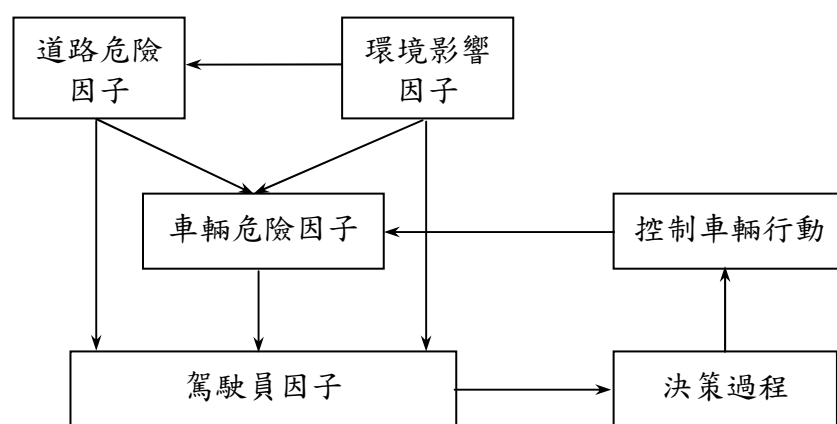 道路危險
因子
環境影響
因子
車輛危險因子
控制車輛行動
駕駛員因子
決策過程